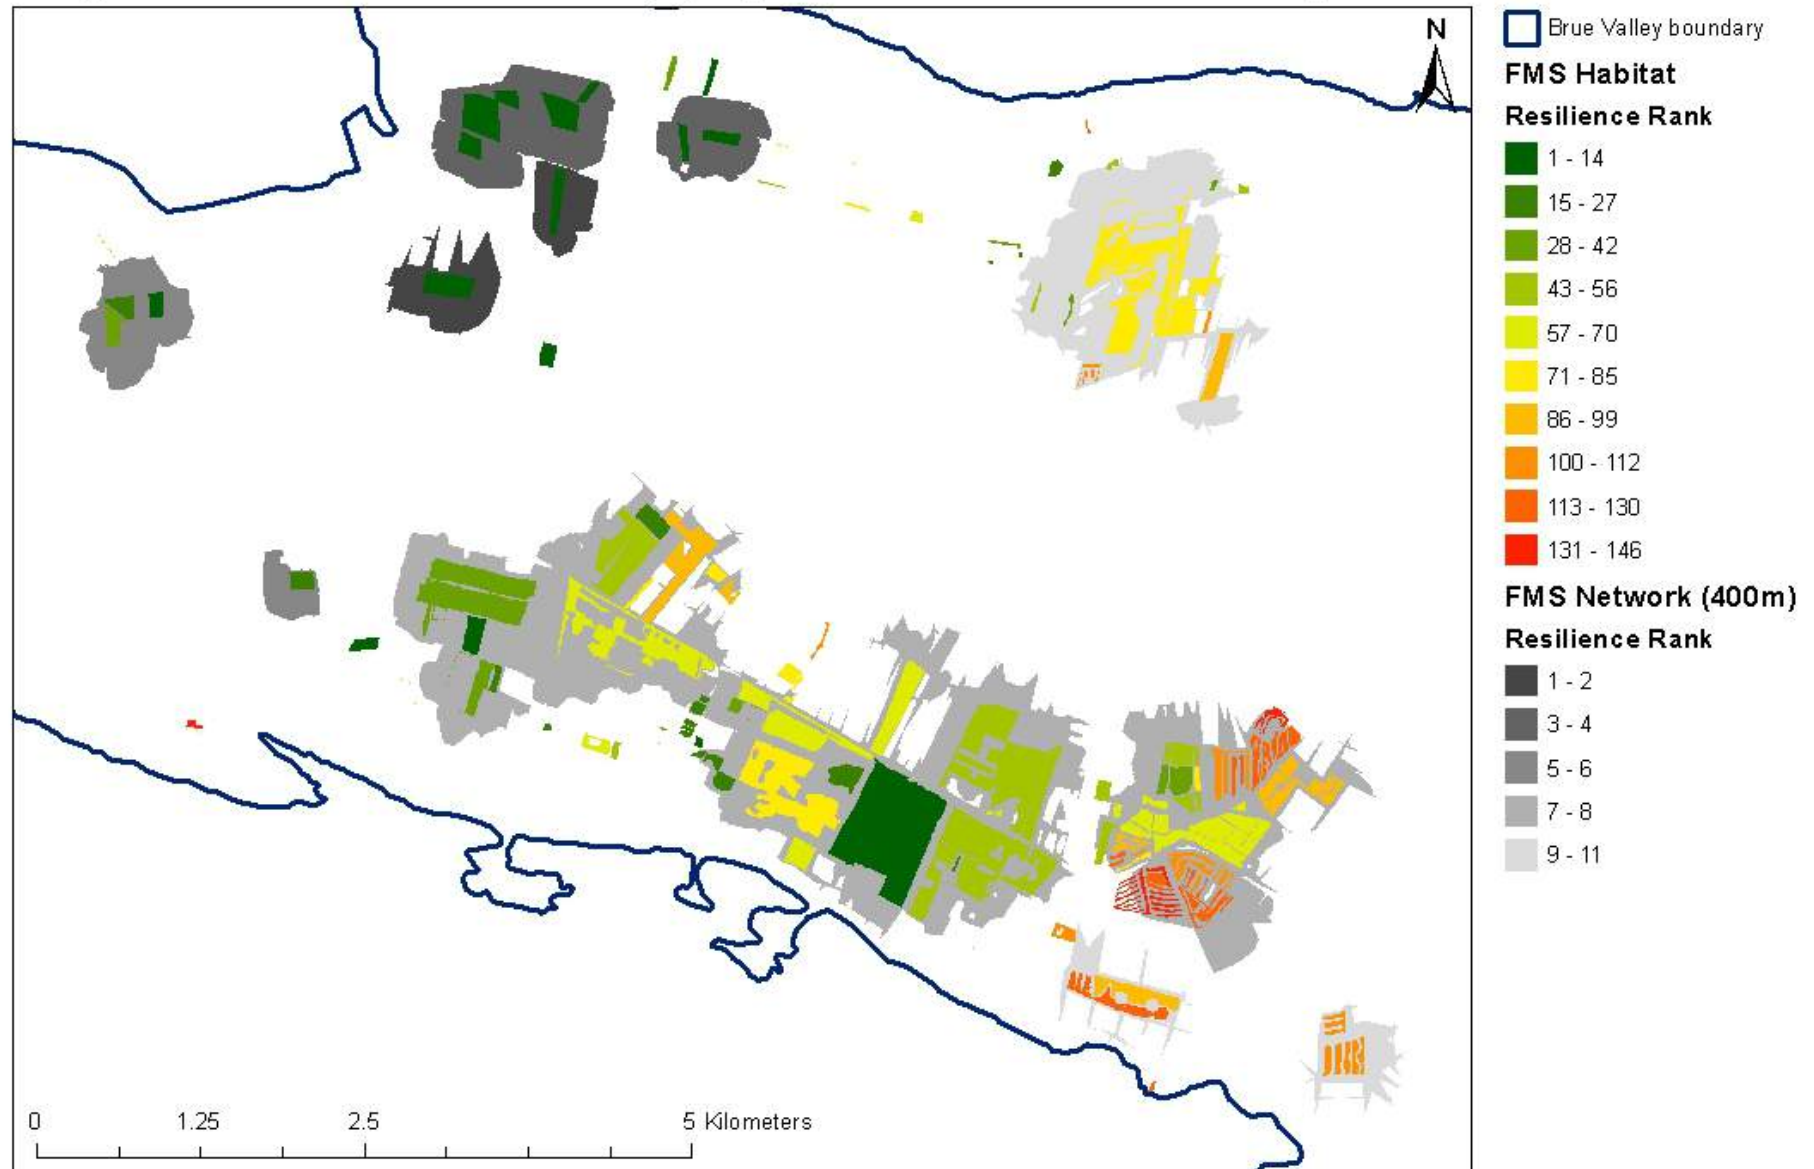 N
0 1.25 2.5 5 Kilometers
Brue Valley boundary
FMS Habitat
Resilience Rank
1 - 14
15 - 27
28 - 42
43 - 56
57 - 70
71 - 85
86 - 99
100 - 112
113 - 130
131 - 146
FMS Network (400m)
Resilience Rank
1 - 2
3 - 4
5 - 6
7 - 8
9 - 11